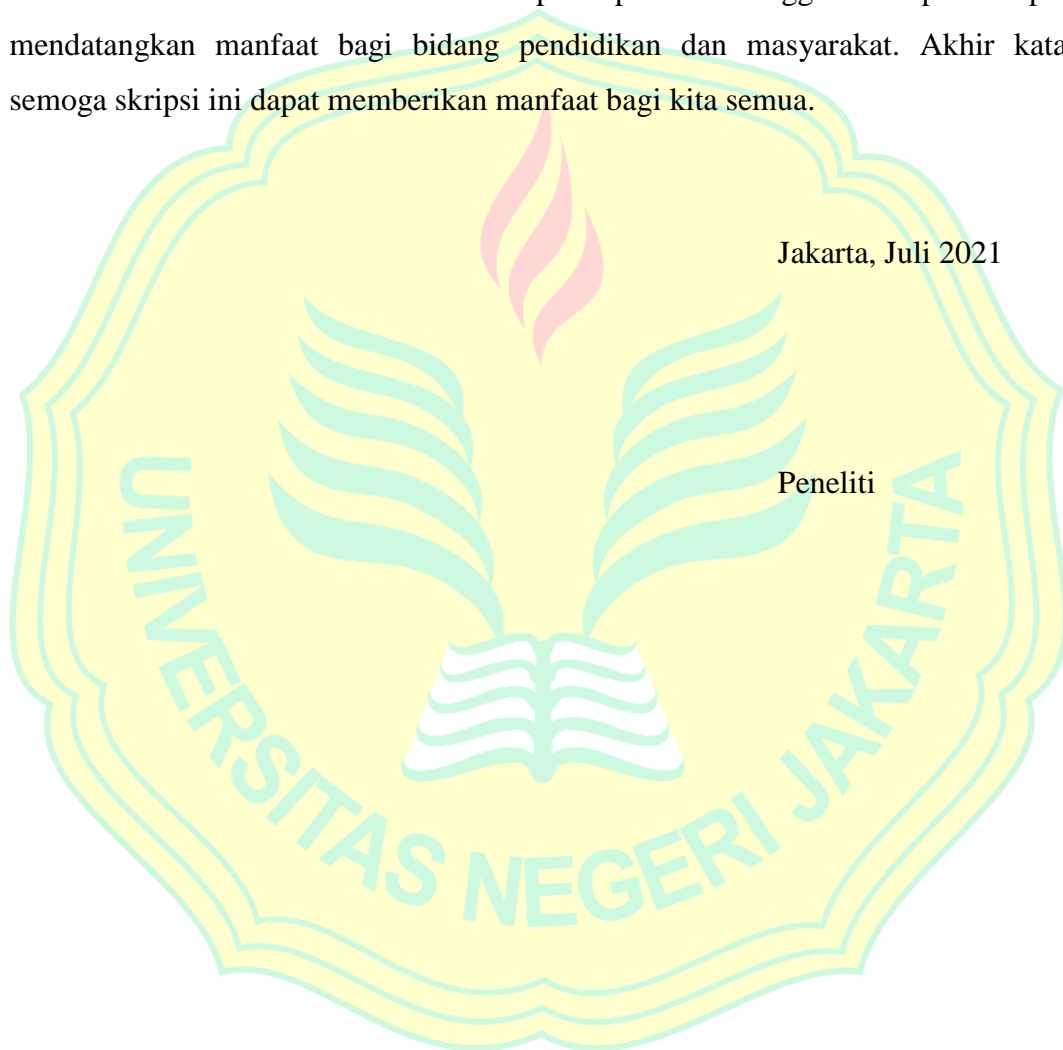 mendatangkan manfaat bagi bidang pendidikan dan masyarakat. Akhir kata
semoga skripsi ini dapat memberikan manfaat bagi kita semua.
Jakarta, Juli 2021
Peneliti
UNIVERSITAS NEGERI JAKARTA